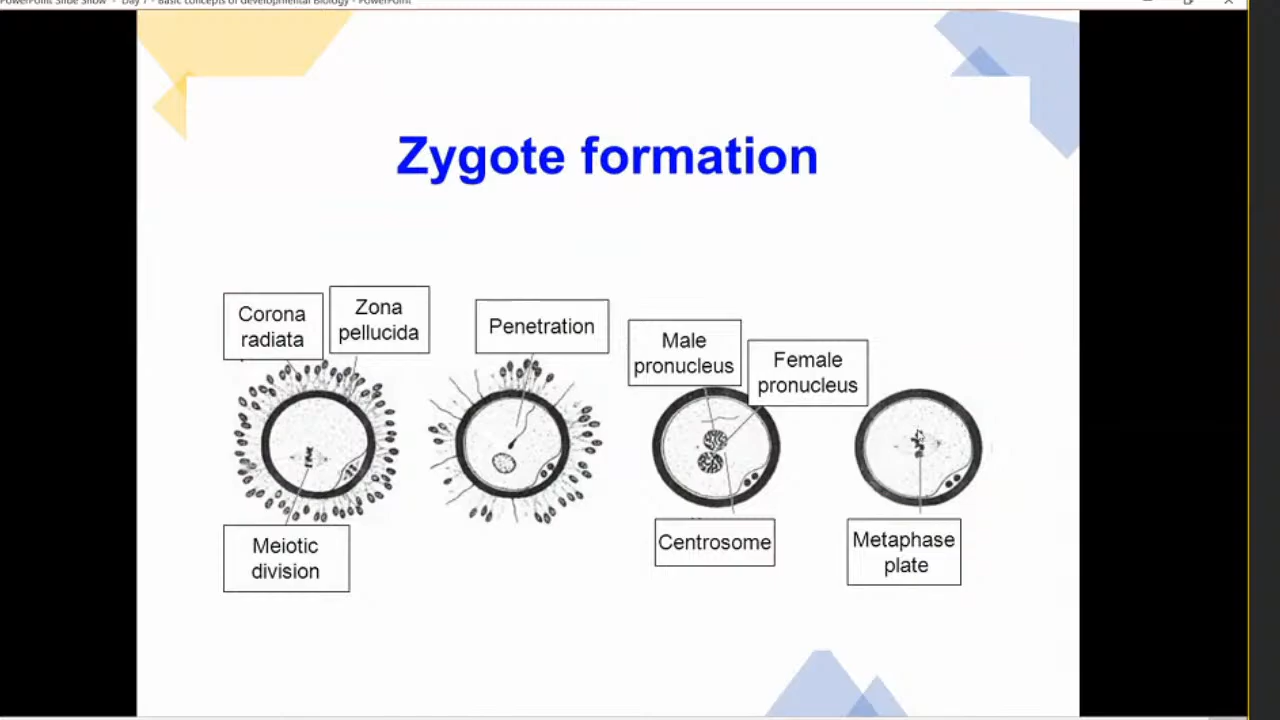 PowerPoint Slide Show - Day 7 - Basic concepts of developmental Biology - PowerPoint
Zygote formation
Corona
radiata
Zona
pellucida
Penetration
Male
pronucleus
Female
pronucleus
Meiotic
division
Centrosome
Metaphase
plate